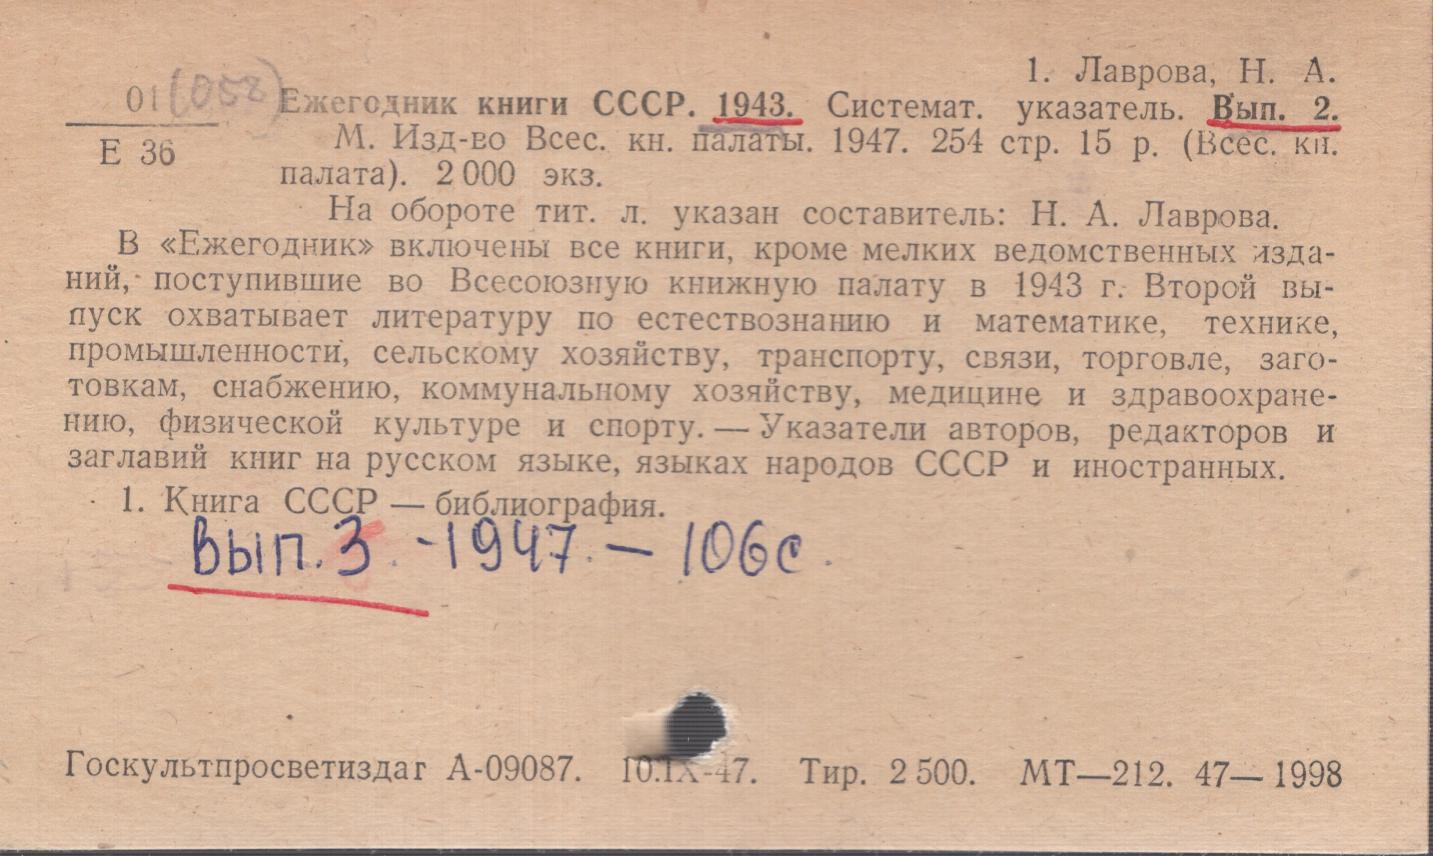 1. Лаврова, Н. А.
01 (058) Ежегодник книги СССР. 1943. Системат. указатель. Вып. 2.
Е 36 М. Изд-во Всес. кн. палаты. 1947. 254 стр. 15 р. (Всес. кн.
палата). 2 000 экз.
На обороте тит. л. указан составитель: Н. А. Лаврова.
В «Ежегодник» включены все книги, кроме мелких ведомственных изда-
ний, поступившие во Всесоюзную книжную палату в 1943 г. Второй вы-
пуск охватывает литературу по естествознанию и математике, технике,
промышленности, сельскому хозяйству, транспорту, связи, торговле, заго-
товкам, снабжению, коммунальному хозяйству, медицине и здравоохране-
нию, физической культуре и спорту. — Указатели авторов, редакторов и
заглавий книг на русском языке, языках народов СССР и иностранных.
1. Книга СССР — библиография.
Вып. 3. - 1947. — 106 с.
Госкультпросветиздат А-09087. 10.IX-47. Тир. 2 500. МТ—212. 47— 1998